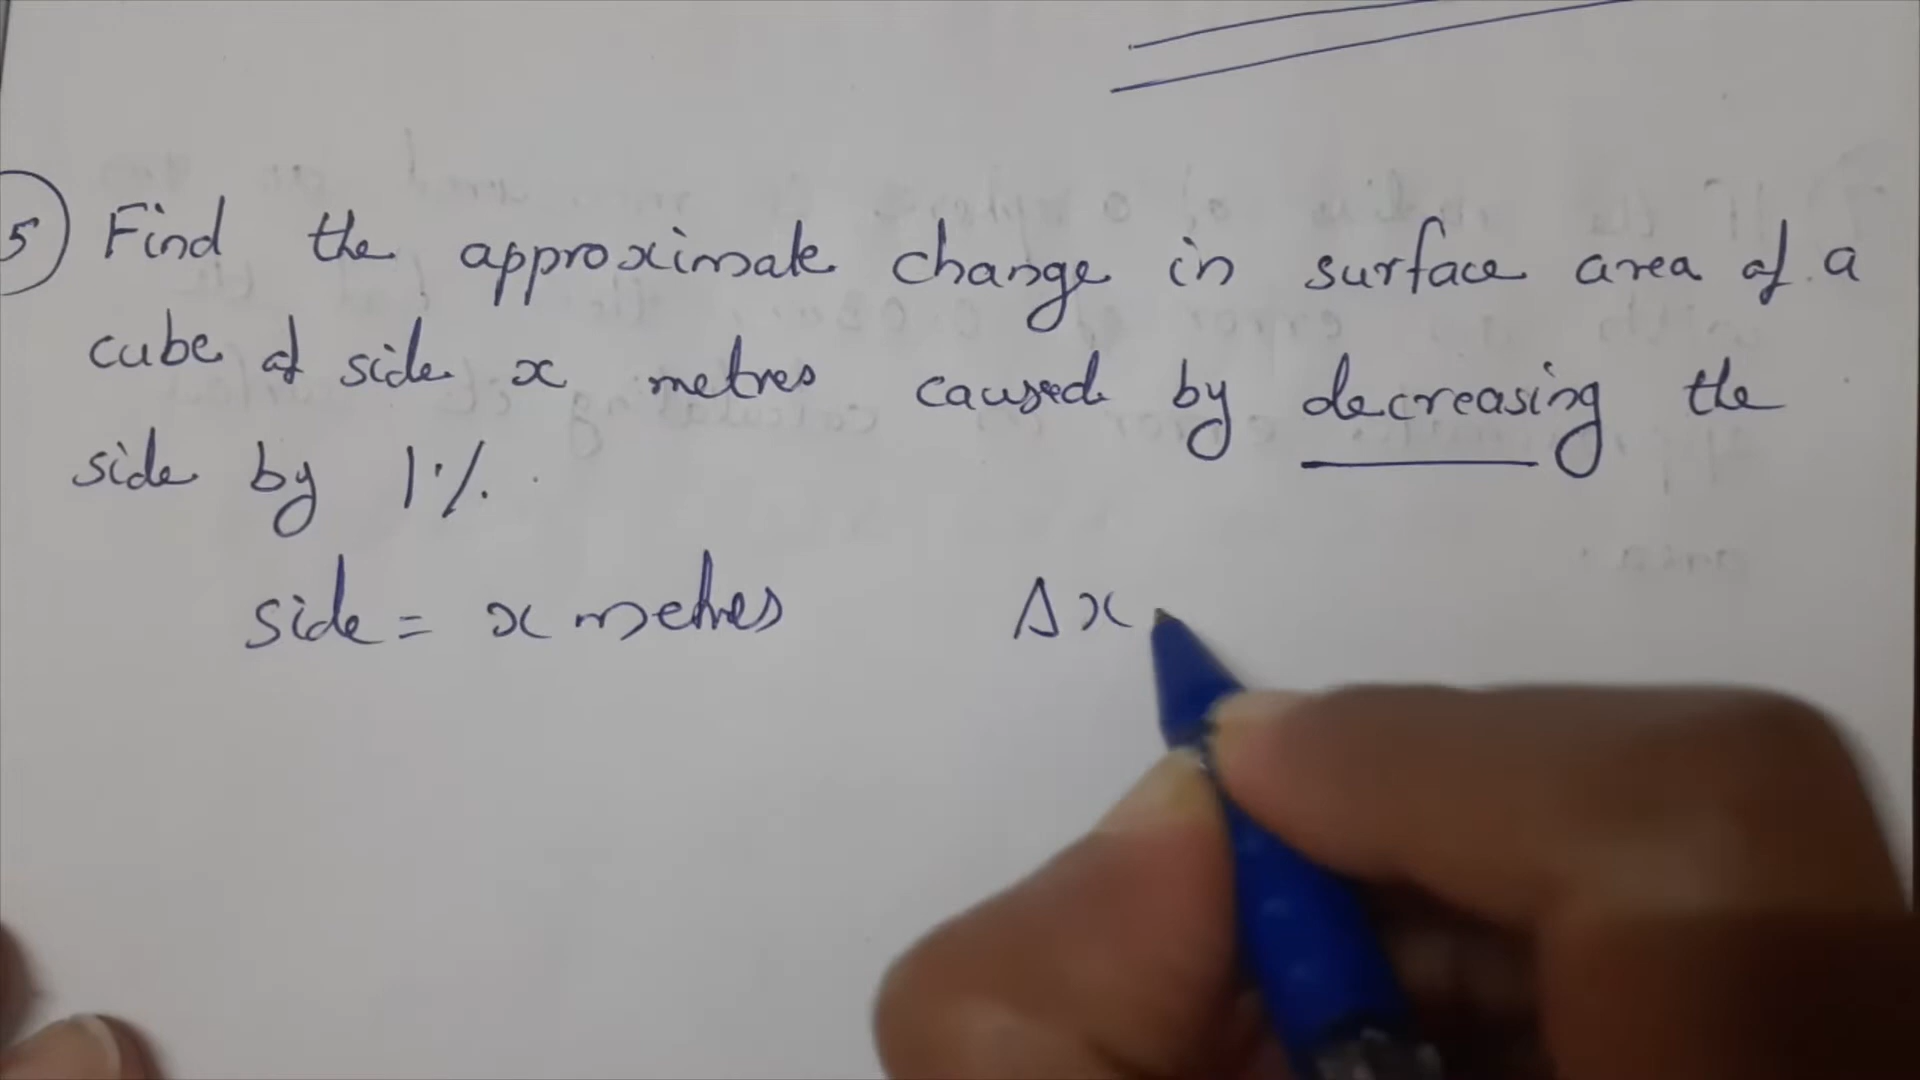 5) Find the approximate change in surface area of a
cube of side x metres caused by decreasing the
side by 1%.
side = x metres Δx